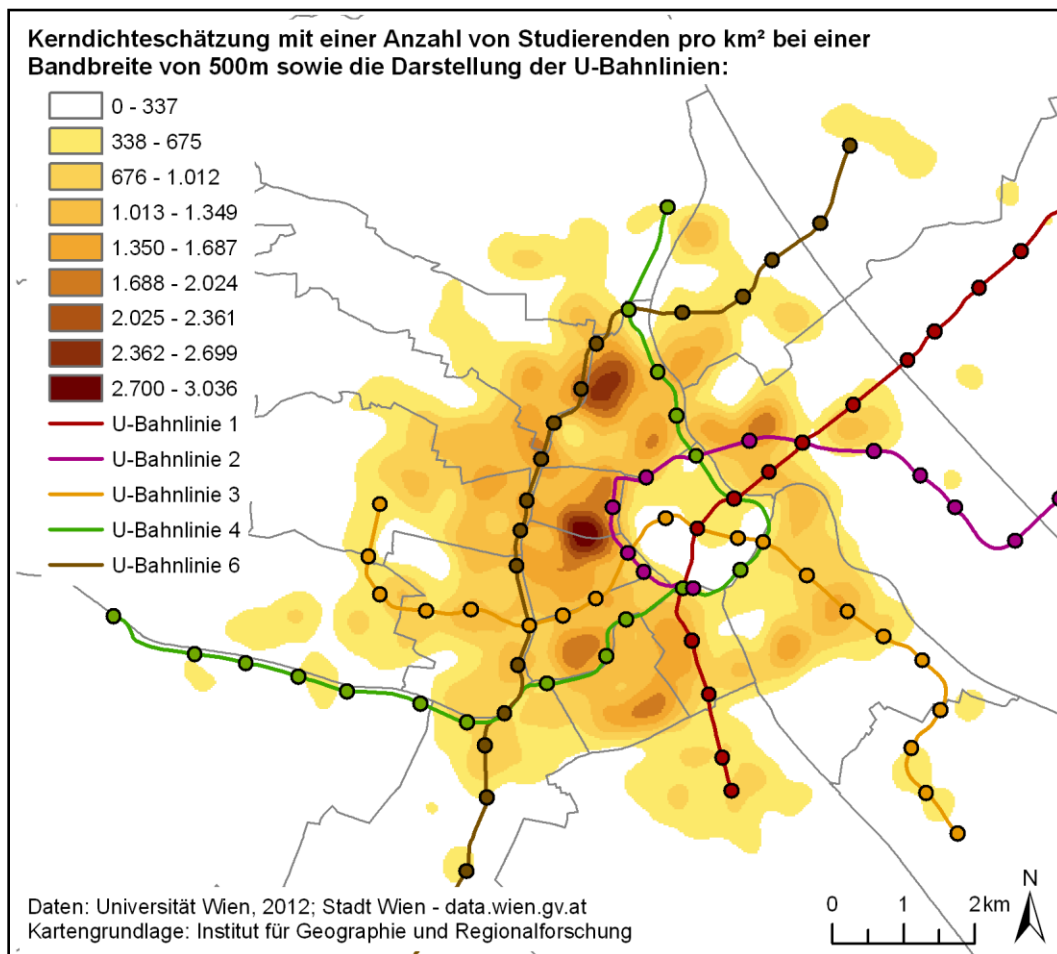 Kerndichteschätzung mit einer Anzahl von Studierenden pro km² bei einer
Bandbreite von 500m sowie die Darstellung der U-Bahnlinien:
0 - 337
338 - 675
676 - 1.012
1.013 - 1.349
1.350 - 1.687
1.688 - 2.024
2.025 - 2.361
2.362 - 2.699
2.700 - 3.036
U-Bahnlinie 1
U-Bahnlinie 2
U-Bahnlinie 3
U-Bahnlinie 4
U-Bahnlinie 6
Daten: Universität Wien, 2012; Stadt Wien - data.wien.gv.at
Kartengrundlage: Institut für Geographie und Regionalforschung
0 1 2 km
N